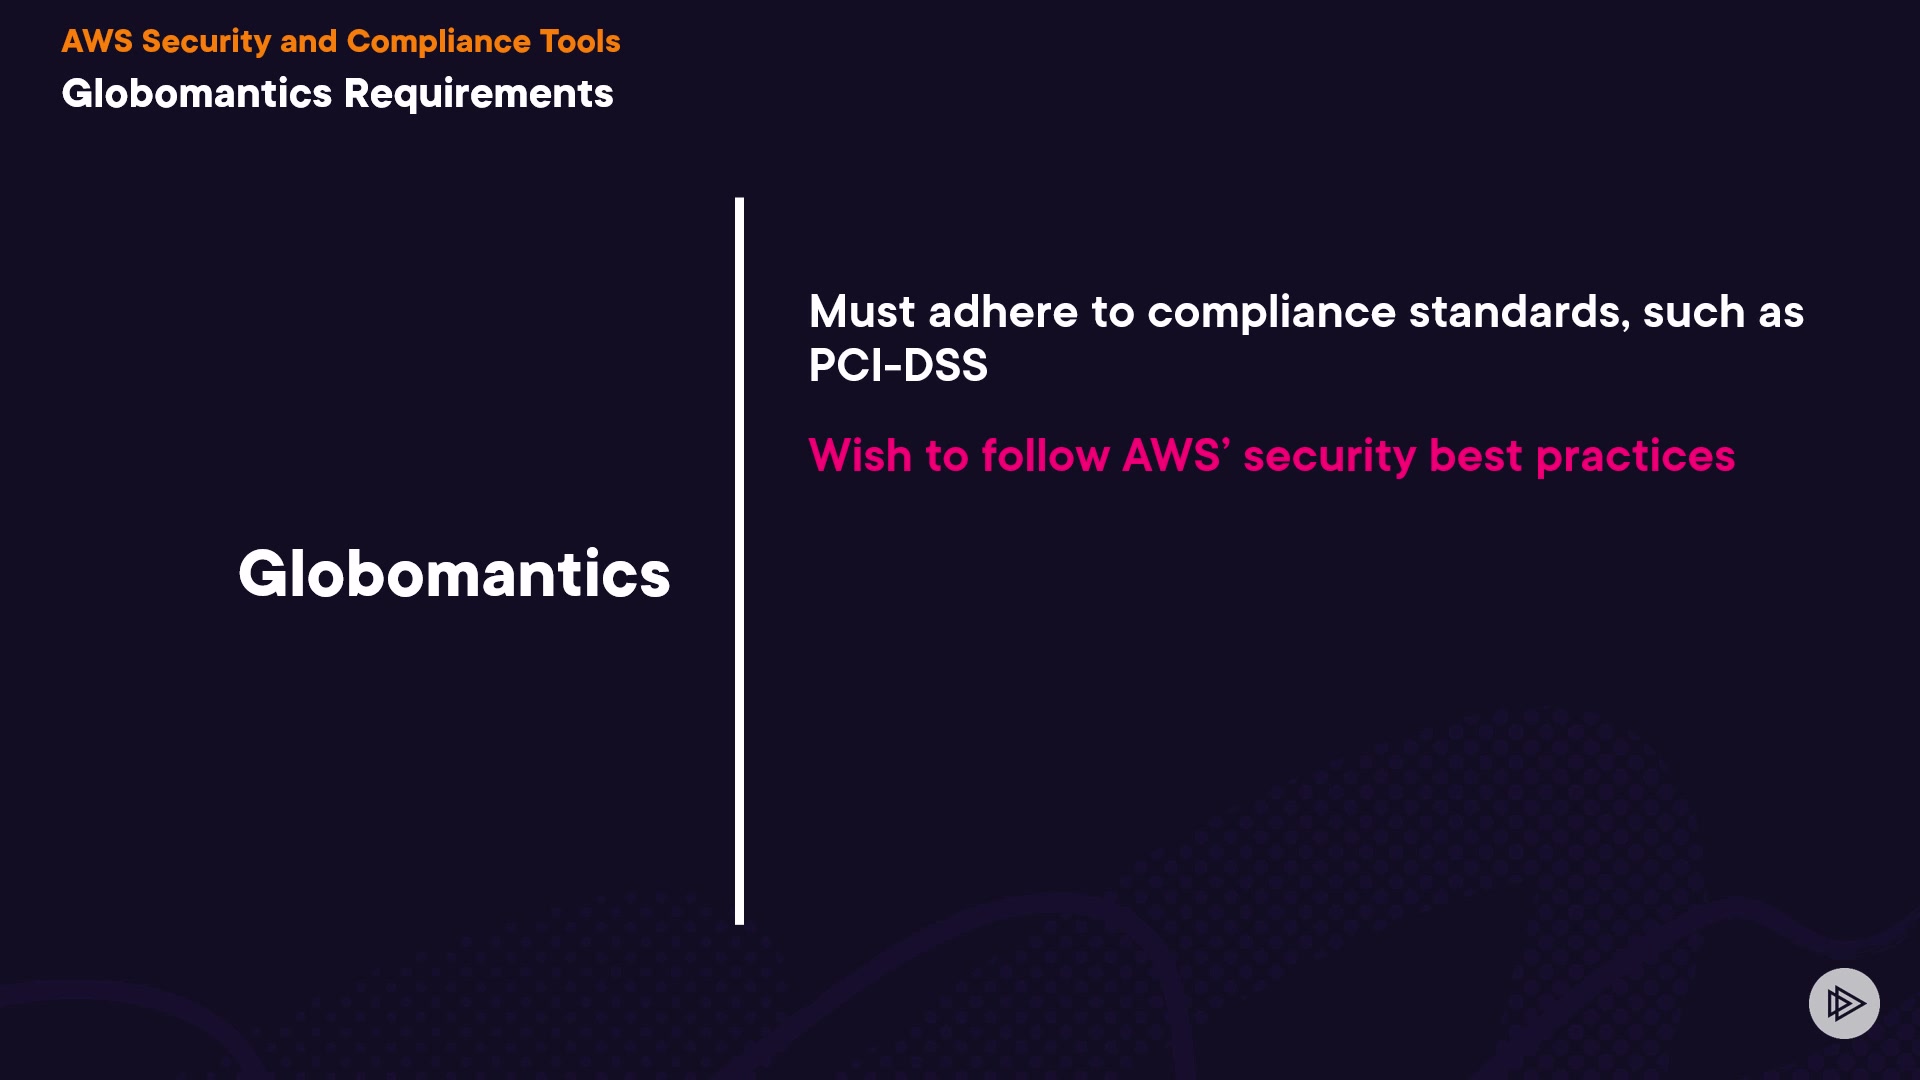 AWS Security and Compliance Tools
Globomantics Requirements
Globomantics
Must adhere to compliance standards, such as
PCI-DSS
Wish to follow AWS’ security best practices